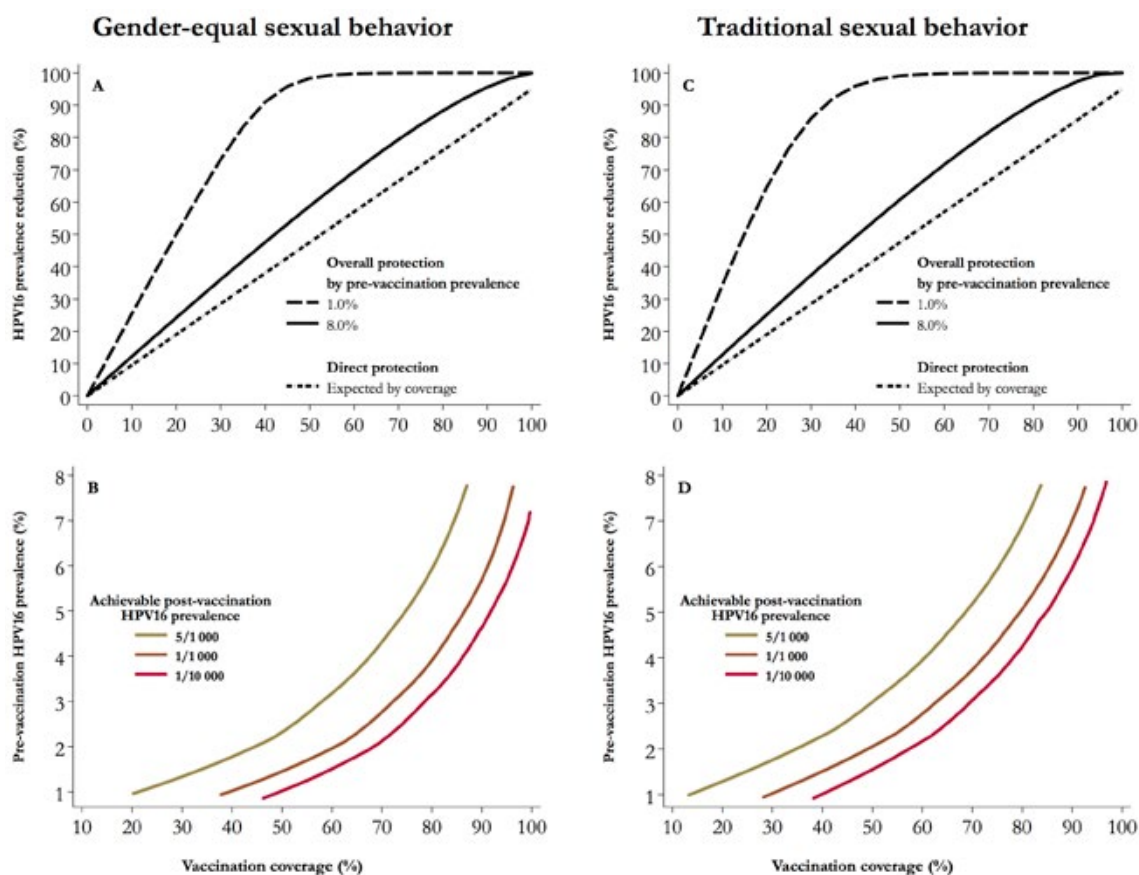 Gender-equal sexual behavior
Traditional sexual behavior
A
HPV16 prevalence reduction (%)
100
90
80
70
60
50
40
30
20
10
0
Overall protection
by pre-vaccination prevalence
1.0%
8.0%
Direct protection
Expected by coverage
0 10 20 30 40 50 60 70 80 90 100
C
HPV16 prevalence reduction (%)
100
90
80
70
60
50
40
30
20
10
0
Overall protection
by pre-vaccination prevalence
1.0%
8.0%
Direct protection
Expected by coverage
0 10 20 30 40 50 60 70 80 90 100
B
Pre-vaccination HPV16 prevalence (%)
8
7
6
5
4
3
2
1
Achievable post-vaccination
HPV16 prevalence
5/1 000
1/1 000
1/10 000
10 20 30 40 50 60 70 80 90 100
Vaccination coverage (%)
D
Pre-vaccination HPV16 prevalence (%)
8
7
6
5
4
3
2
1
Achievable post-vaccination
HPV16 prevalence
5/1 000
1/1 000
1/10 000
10 20 30 40 50 60 70 80 90 100
Vaccination coverage (%)